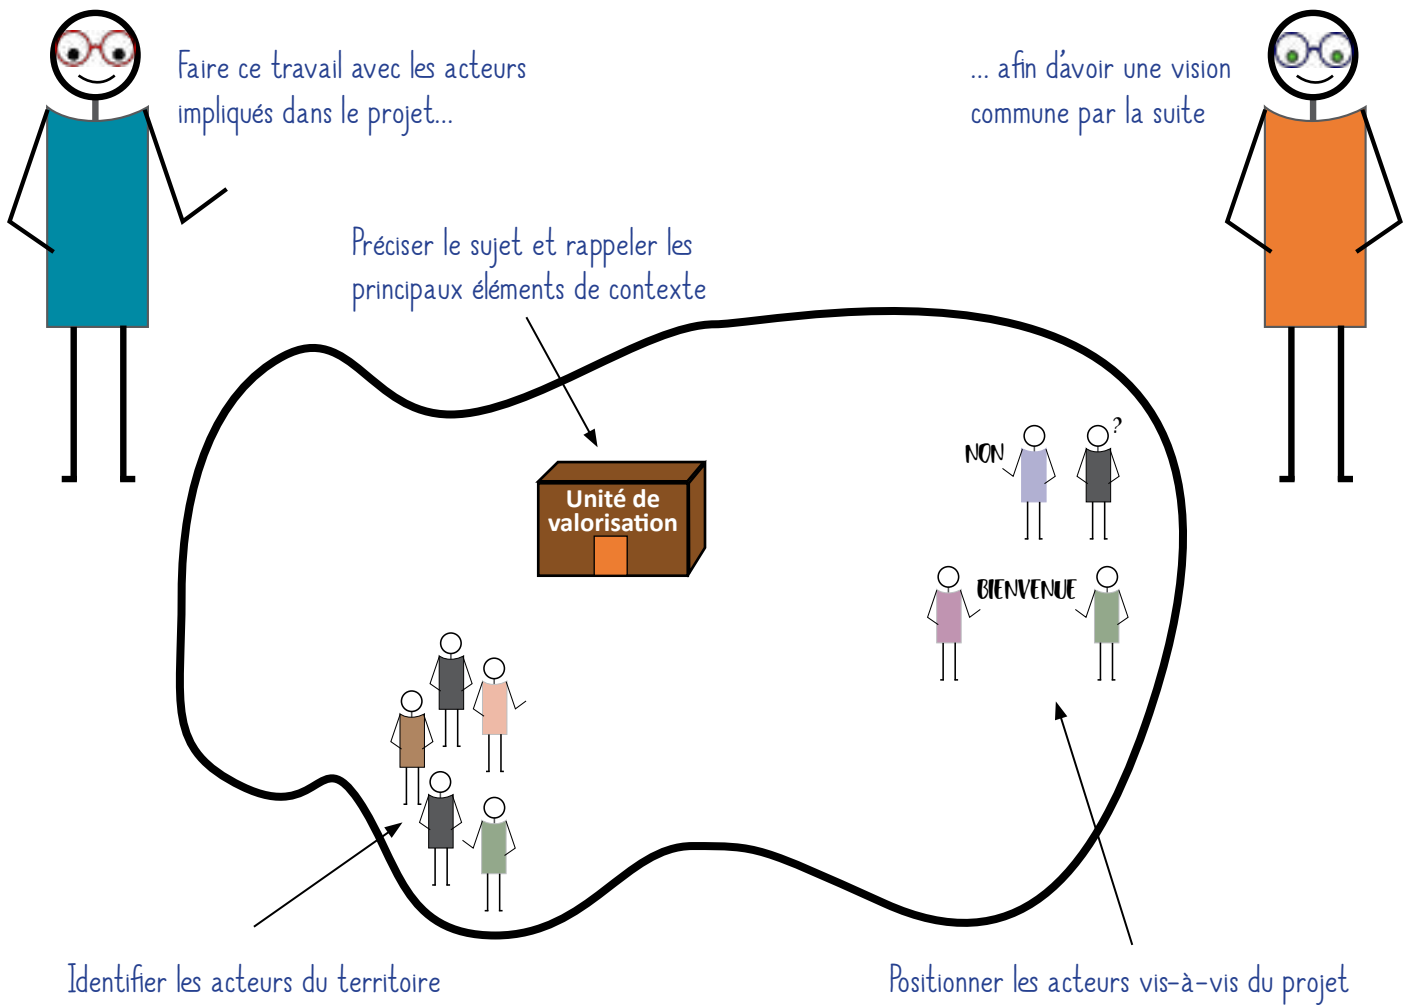 Faire ce travail avec les acteurs
impliqués dans le projet...
... afin d'avoir une vision
commune par la suite
Préciser le sujet et rappeler les
principaux éléments de contexte
?
NON
Unité de
valorisation
BIENVENUE
Identifier les acteurs du territoire
Positionner les acteurs vis-à-vis du projet